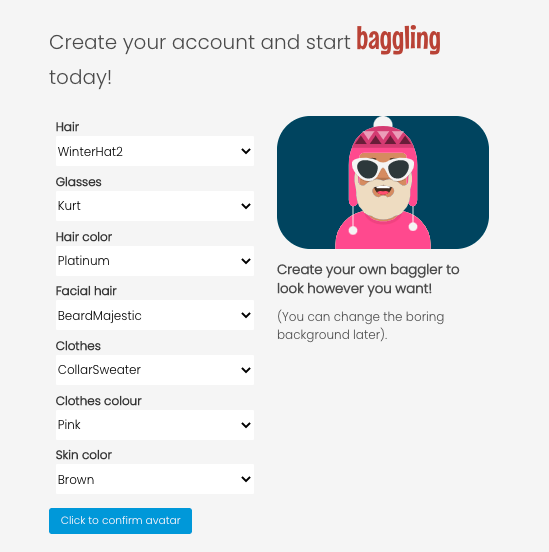 Create your account and start baggling
today!
Hair
WinterHat2
Glasses
Kurt
Hair color
Platinum
Facial hair
BeardMajestic
Clothes
CollarSweater
Clothes colour
Pink
Skin color
Brown
Click to confirm avatar
Create your own baggler to
look however you want!
(You can change the boring
background later).